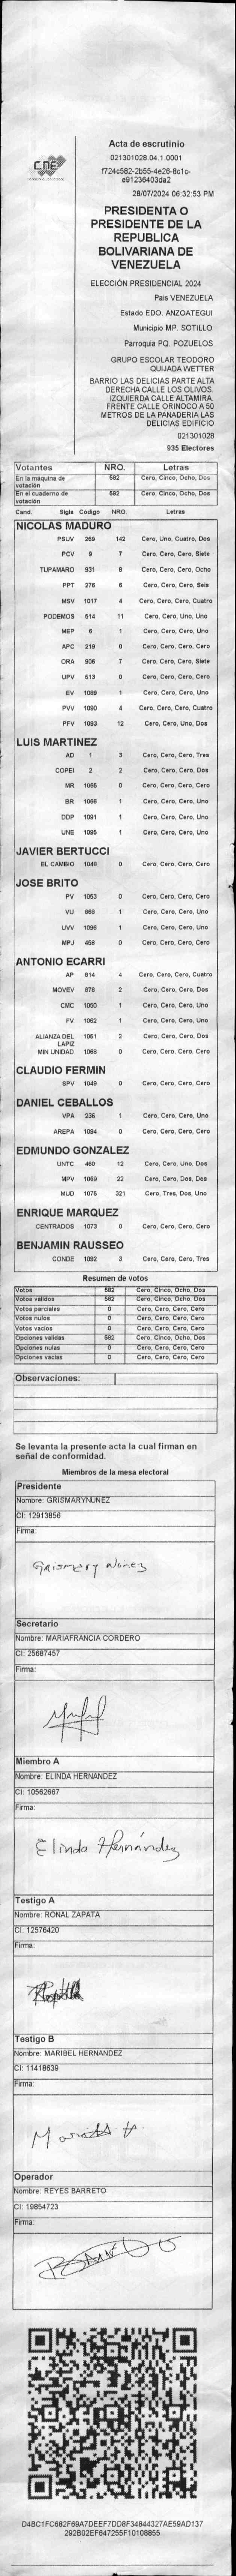 CNE
Acta de escrutinio
021301028.04.1.0001
f724c582-2b55-4e26-8c1c-
e91236403da2
28/07/2024 06:32:53 PM
PRESIDENTA O
PRESIDENTE DE LA
REPUBLICA
BOLIVARIANA DE
VENEZUELA
ELECCIÓN PRESIDENCIAL 2024
Pais VENEZUELA
Estado EDO. ANZOATEGUI
Municipio MP. SOTILLO
Parroquia PQ. POZUELOS
GRUPO ESCOLAR TEODORO
QUIJADA WETTER
BARRIO LAS DELICIAS PARTE ALTA
DERECHA CALLE LOS OLIVOS.
IZQUIERDA CALLE ALTAMIRA.
FRENTE CALLE ORINOCO A 50
METROS DE LA PANADERIA LAS
DELICIAS EDIFICIO
021301028
935 Electores
Votantes NRO. Letras
En la maquina de votación 582 Cero, Cinco, Ocho, Dos
En el cuaderno de votación 582 Cero, Cinco, Ocho, Dos
Cand. Sigla Código NRO. Letras
NICOLAS MADURO
PSUV 269 142 Cero, Uno, Cuatro, Dos
PCV 9 7 Cero, Cero, Cero, Siete
TUPAMARO 931 8 Cero, Cero, Cero, Ocho
PPT 276 6 Cero, Cero, Cero, Seis
MSV 1017 4 Cero, Cero, Cero, Cuatro
PODEMOS 514 11 Cero, Cero, Uno, Uno
MEP 6 1 Cero, Cero, Cero, Uno
APC 219 0 Cero, Cero, Cero, Cero
ORA 906 7 Cero, Cero, Cero, Siete
UPV 513 0 Cero, Cero, Cero, Cero
EV 1089 1 Cero, Cero, Cero, Uno
PVV 1090 4 Cero, Cero, Cero, Cuatro
PFV 1093 12 Cero, Cero, Uno, Dos
LUIS MARTINEZ
AD 1 3 Cero, Cero, Cero, Tres
COPEI 2 2 Cero, Cero, Cero, Dos
MR 1065 0 Cero, Cero, Cero, Cero
BR 1066 1 Cero, Cero, Cero, Uno
DDP 1091 1 Cero, Cero, Cero, Uno
UNE 1095 1 Cero, Cero, Cero, Uno
JAVIER BERTUCCI
EL CAMBIO 1048 0 Cero, Cero, Cero, Cero
JOSE BRITO
PV 1053 0 Cero, Cero, Cero, Cero
VU 868 1 Cero, Cero, Cero, Uno
UVV 1096 1 Cero, Cero, Cero, Uno
MPJ 458 0 Cero, Cero, Cero, Cero
ANTONIO ECARRI
AP 814 4 Cero, Cero, Cero, Cuatro
MOVEV 878 2 Cero, Cero, Cero, Dos
CMC 1050 1 Cero, Cero, Cero, Uno
FV 1062 1 Cero, Cero, Cero, Uno
ALIANZA DEL LAPIZ 1051 2 Cero, Cero, Cero, Dos
MIN UNIDAD 1068 0 Cero, Cero, Cero, Cero
CLAUDIO FERMIN
SPV 1049 0 Cero, Cero, Cero, Cero
DANIEL CEBALLOS
VPA 236 1 Cero, Cero, Cero, Uno
AREPA 1094 0 Cero, Cero, Cero, Cero
EDMUNDO GONZALEZ
UNTC 460 12 Cero, Cero, Uno, Dos
MPV 1069 22 Cero, Cero, Dos, Dos
MUD 1075 321 Cero, Tres, Dos, Uno
ENRIQUE MARQUEZ
CENTRADOS 1073 0 Cero, Cero, Cero, Cero
BENJAMIN RAUSSEO
CONDE 1092 3 Cero, Cero, Cero, Tres
Resumen de votos
Votos 582 Cero, Cinco, Ocho, Dos
Votos validos 582 Cero, Cinco, Ocho, Dos
Votos parciales 0 Cero, Cero, Cero, Cero
Votos nulos 0 Cero, Cero, Cero, Cero
Votos vacios 0 Cero, Cero, Cero, Cero
Opciones validas 582 Cero, Cinco, Ocho, Dos
Opciones nulas 0 Cero, Cero, Cero, Cero
Opciones vacias 0 Cero, Cero, Cero, Cero
Observaciones:
Se levanta la presente acta la cual firman en
señal de conformidad.
Miembros de la mesa electoral
Presidente
Nombre: GRISMARYNUNEZ
CI: 12913856
Firma:
Grismary Núnez
Secretario
Nombre: MARIAFRANCIA CORDERO
CI: 25687457
Firma:
Miembro A
Nombre: ELINDA HERNANDEZ
CI: 10562667
Firma:
Elinda Hernández
Testigo A
Nombre: RONAL ZAPATA
CI: 12576420
Firma:
Testigo B
Nombre: MARIBEL HERNANDEZ
CI: 11418639
Firma:
Operador
Nombre: REYES BARRETO
CI: 19854723
Firma:
D4BC1FC682F69A7DEEF7DD8F34844327AE59AD137
292B02EF647255F10108855